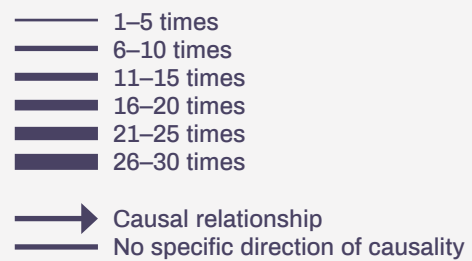 1–5 times
6–10 times
11–15 times
16–20 times
21–25 times
26–30 times
Causal relationship
No specific direction of causality